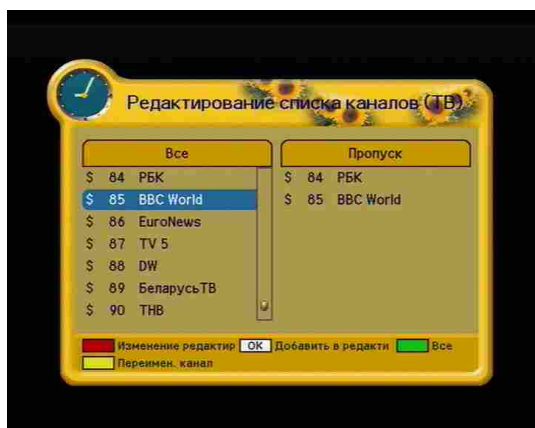 Редактирование списка каналов (ТВ)
Все
Пропуск
$ 84 РБК
$ 85 BBC World
$ 86 EuroNews
$ 87 TV 5
$ 88 DW
$ 89 БеларусьТВ
$ 90 ТНВ
$ 84 РБК
$ 85 BBC World
Изменение редактир OK Добавить в редакти Все
Переимен. канал